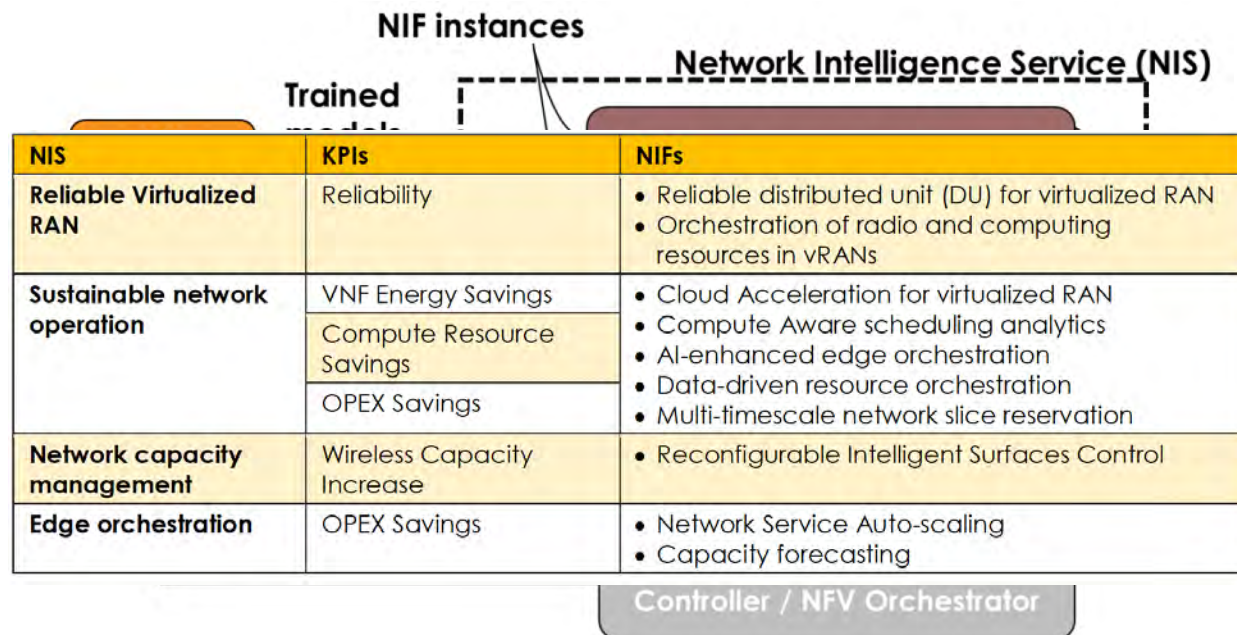 NIF instances
Network Intelligence Service (NIS)
Trained
models
NIS KPIs NIFs
Reliable Virtualized RAN
Reliability
• Reliable distributed unit (DU) for virtualized RAN
• Orchestration of radio and computing
resources in vRANs
Sustainable network
operation
VNF Energy Savings
Compute Resource
Savings
OPEX Savings
• Cloud Acceleration for virtualized RAN
• Compute Aware scheduling analytics
• AI-enhanced edge orchestration
• Data-driven resource orchestration
• Multi-timescale network slice reservation
Network capacity
management
Wireless Capacity
Increase
• Reconfigurable Intelligent Surfaces Control
Edge orchestration
OPEX Savings
• Network Service Auto-scaling
• Capacity forecasting
Controller / NFV Orchestrator